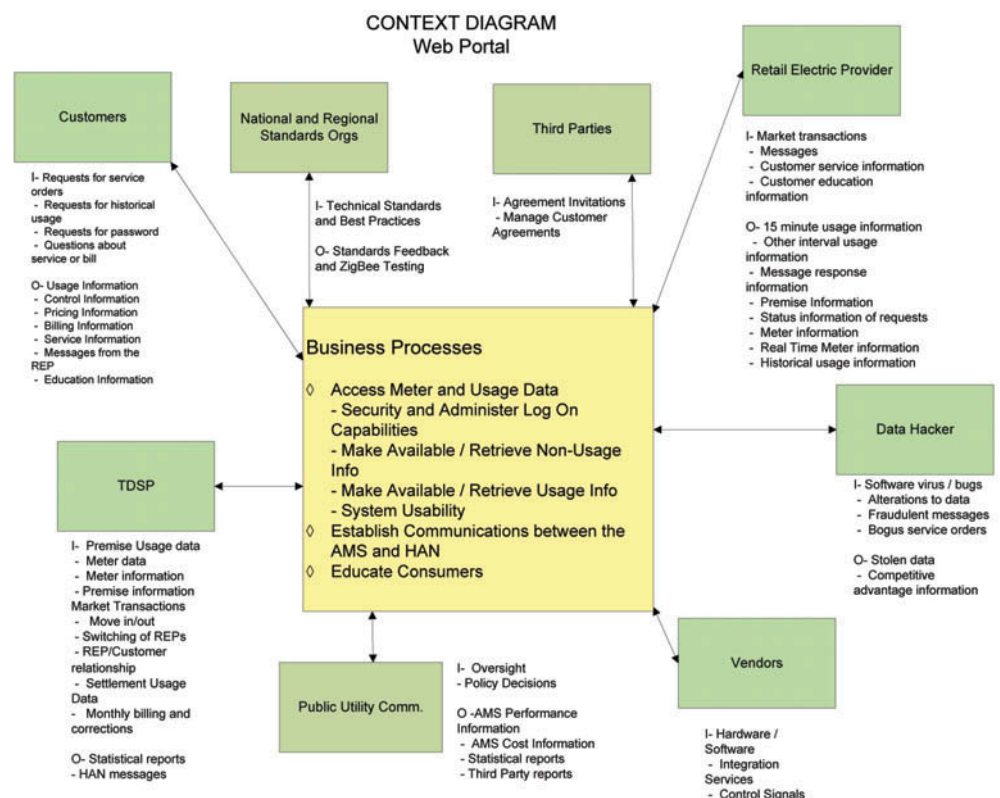 CONTEXT DIAGRAM
Web Portal
Customers
I- Requests for service
orders
- Requests for historical
usage
- Requests for password
- Questions about
service or bill
O- Usage Information
- Control Information
- Pricing Information
- Billing Information
- Service Information
- Messages from the
REP
- Education Information
National and Regional
Standards Orgs
I- Technical Standards
and Best Practices
O- Standards Feedback
and ZigBee Testing
Third Parties
I- Agreement Invitations
- Manage Customer
Agreements
Retail Electric Provider
I- Market transactions
- Messages
- Customer service information
- Customer education
information
O- 15 minute usage information
- Other interval usage
information
- Message response
information
- Premise Information
- Status information of requests
- Meter information
- Real Time Meter information
- Historical usage information
Business Processes
◊ Access Meter and Usage Data
- Security and Administer Log On
Capabilities
- Make Available / Retrieve Non-Usage
Info
- Make Available / Retrieve Usage Info
- System Usability
◊ Establish Communications between the
AMS and HAN
◊ Educate Consumers
Data Hacker
I- Software virus / bugs
- Alterations to data
- Fraudulent messages
- Bogus service orders
O- Stolen data
- Competitive
advantage information
TDSP
I- Premise Usage data
- Meter data
- Meter information
- Premise information
Market Transactions
- Move in/out
- Switching of REPs
- REP/Customer
relationship
- Settlement Usage
Data
- Monthly billing and
corrections
O- Statistical reports
- HAN messages
Public Utility Comm.
I- Oversight
- Policy Decisions
O -AMS Performance
Information
- AMS Cost Information
- Statistical reports
- Third Party reports
Vendors
I- Hardware /
Software
- Integration
Services
- Control Signals